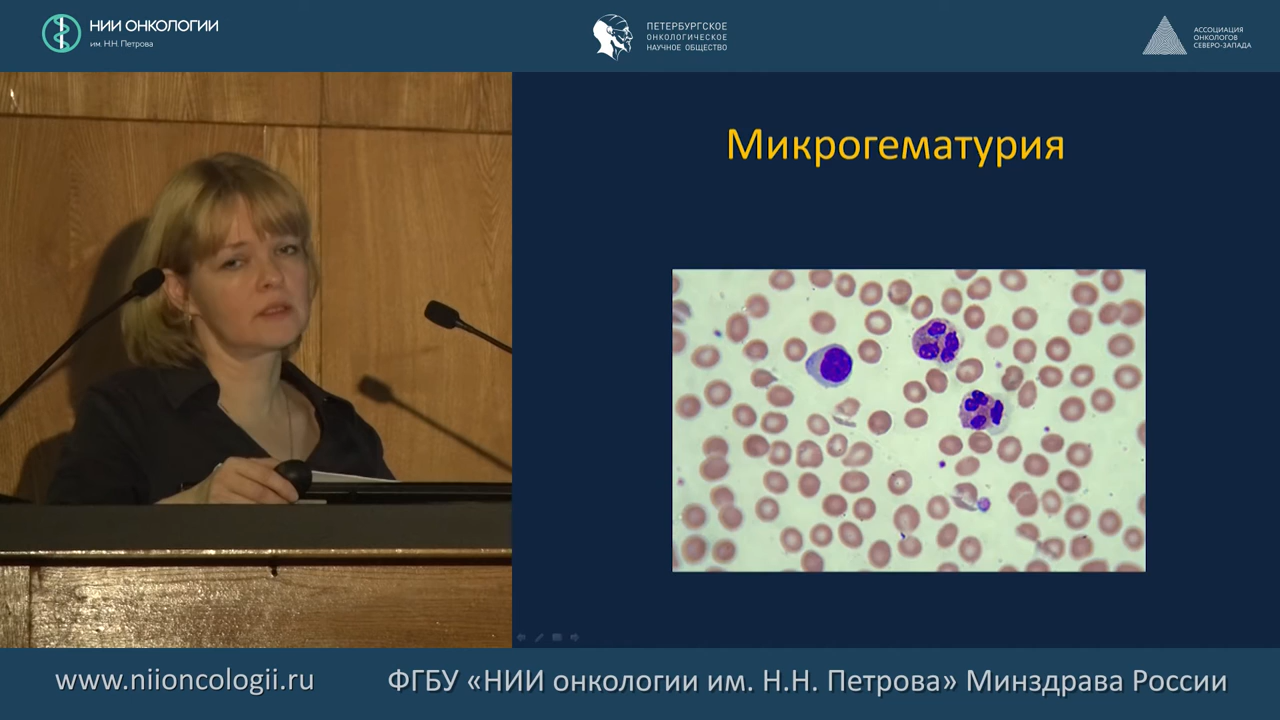 НИИ ОНКОЛОГИИ
им. Н.Н. Петрова
ПЕТЕРБУРГСКОЕ
ОНКОЛОГИЧЕСКОЕ
НАУЧНОЕ ОБЩЕСТВО
АССОЦИАЦИЯ
ОНКОЛОГОВ
СЕВЕРО-ЗАПАДА
Микрогематурия
www.niioncologii.ru
ФГБУ «НИИ онкологии им. Н.Н. Петрова» Минздрава России